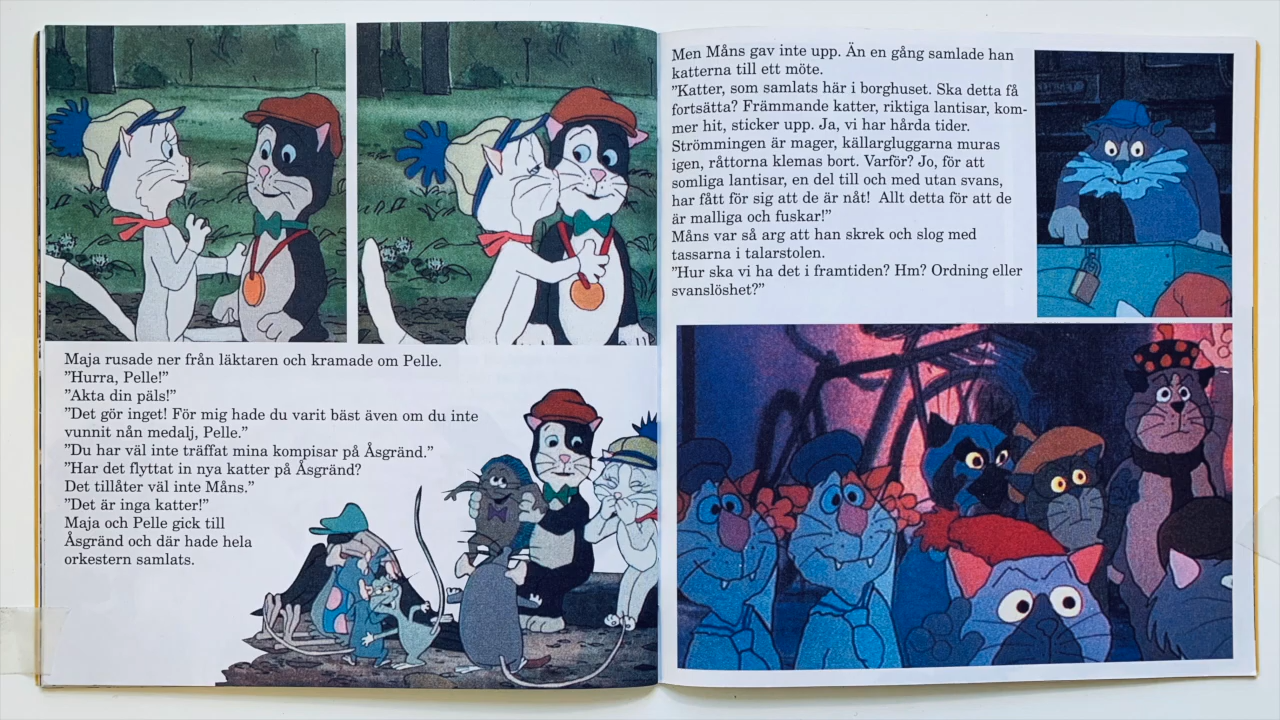 Maja rusade ner från läktaren och kramade om Pelle.
”Hurra, Pelle!”
”Akta din päls!”
”Det gör inget! För mig hade du varit bäst även om du inte
vunnit nån medalj, Pelle.”
”Du har väl inte träffat mina kompisar på Åsgränd.”
”Har det flyttat in nya katter på Åsgränd?
Det tillåter väl inte Måns.”
”Det är inga katter!”
Maja och Pelle gick till
Åsgränd och där hade hela
orkestern samlats.
Men Måns gav inte upp. Än en gång samlade han
katterna till ett möte.
”Katter, som samlats här i borghuset. Ska detta få
fortsätta? Främmande katter, riktiga lantisar, kom-
mer hit, sticker upp. Ja, vi har hårda tider.
Strömmingen är mager, källargluggarna muras
igen, råttorna klemas bort. Varför? Jo, för att
somliga lantisar, en del till och med utan svans,
har fått för sig att de är nåt! Allt detta för att de
är malliga och fuskar!”
Måns var så arg att han skrek och slog med
tassarna i talarstolen.
”Hur ska vi ha det i framtiden? Hm? Ordning eller
svanslöshet?”